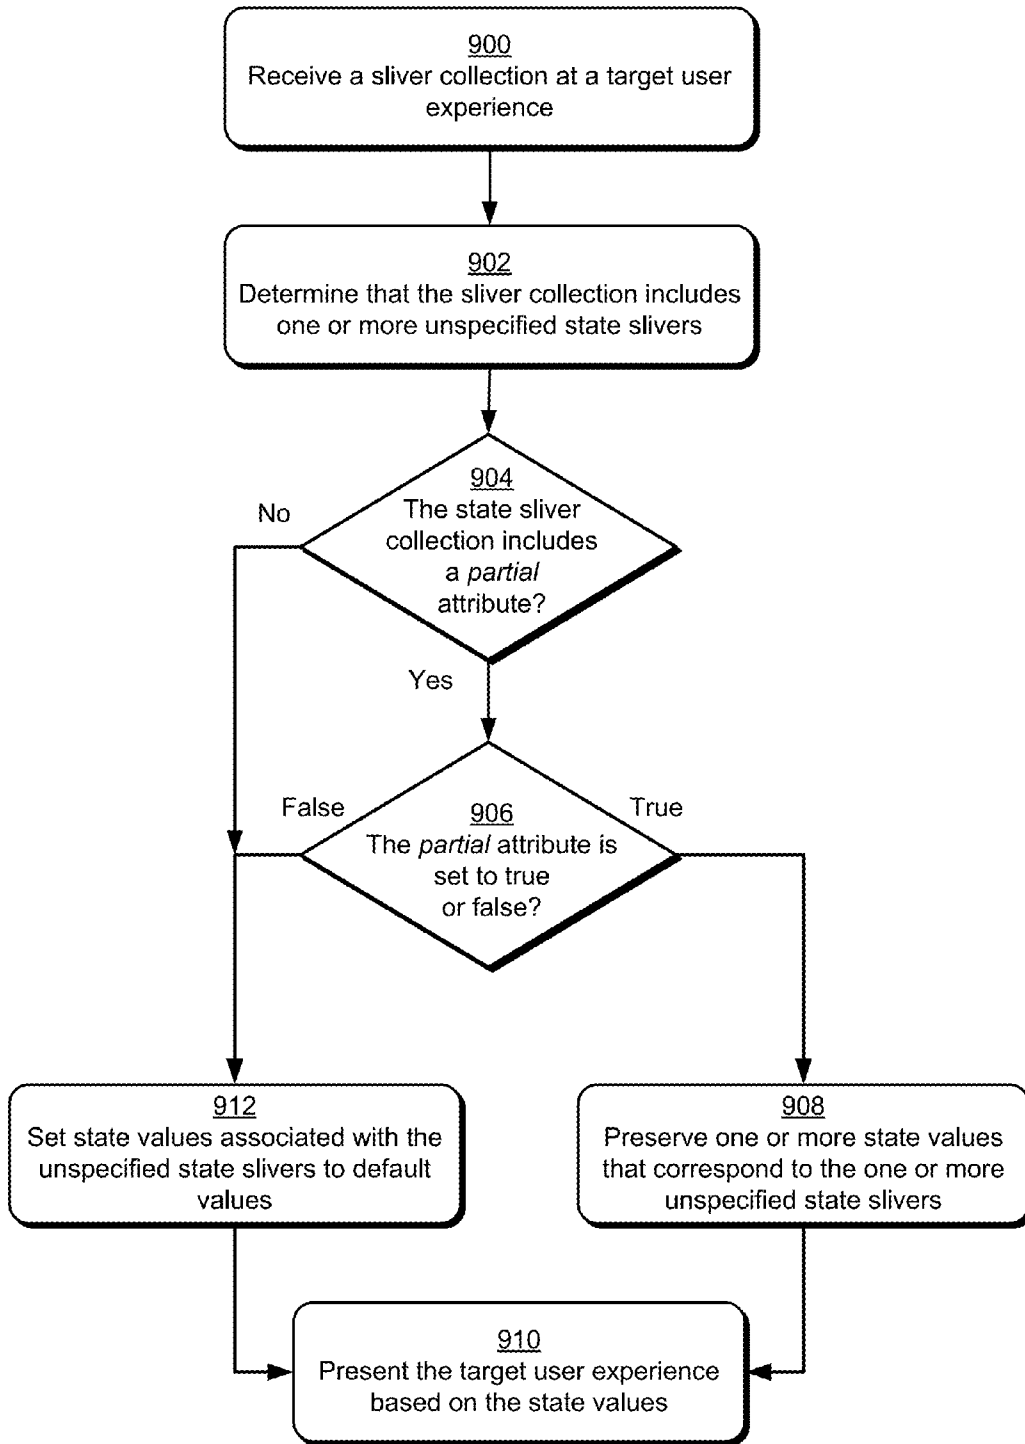 900
Receive a sliver collection at a target user
experience
902
Determine that the sliver collection includes
one or more unspecified state slivers
904
The state sliver
collection includes
a partial
attribute?
No
Yes
906
The partial attribute is
set to true
or false?
False
True
912
Set state values associated with the
unspecified state slivers to default
values
908
Preserve one or more state values
that correspond to the one or more
unspecified state slivers
910
Present the target user experience
based on the state values